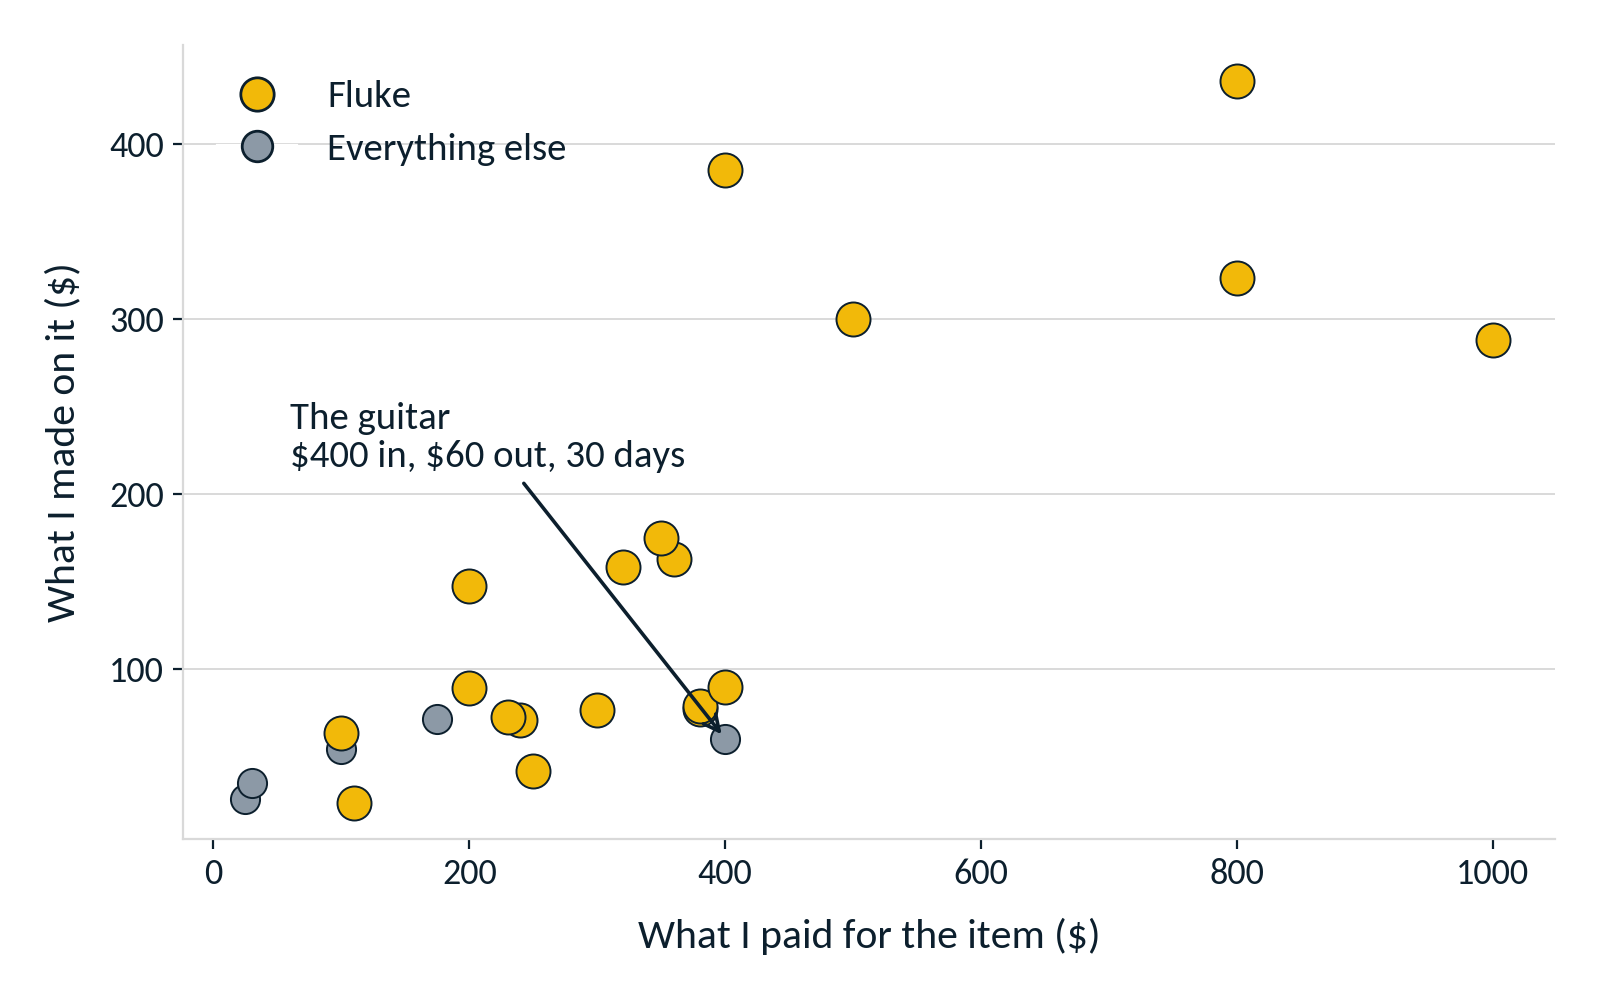 Fluke
Everything else
400
300
200
100
What I made on it ($)
The guitar
$400 in, $60 out, 30 days
0
200
400
600
800
1000
What I paid for the item ($)